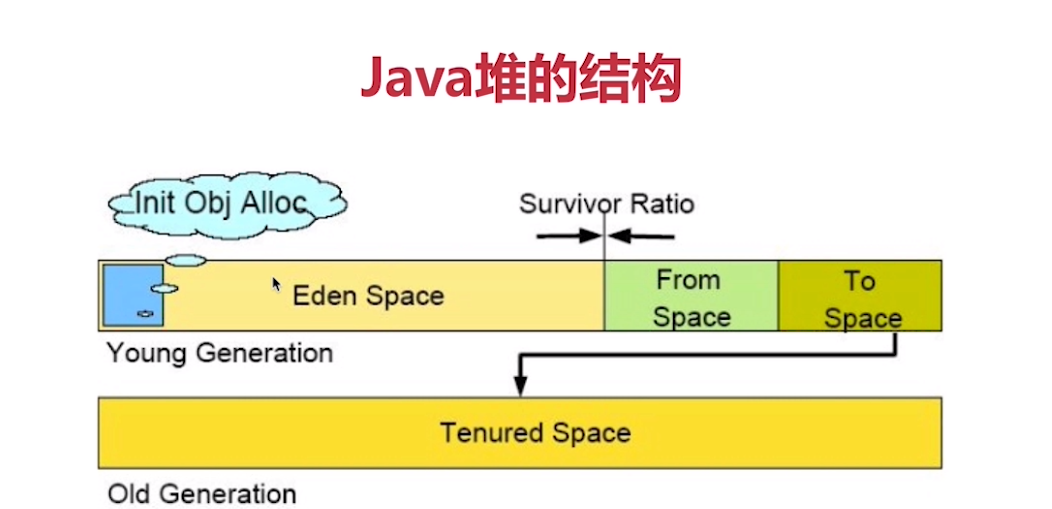 Java堆的结构
Init Obj Alloc
Survivor Ratio
Eden Space
From
Space
To
Space
Young Generation
Tenured Space
Old Generation